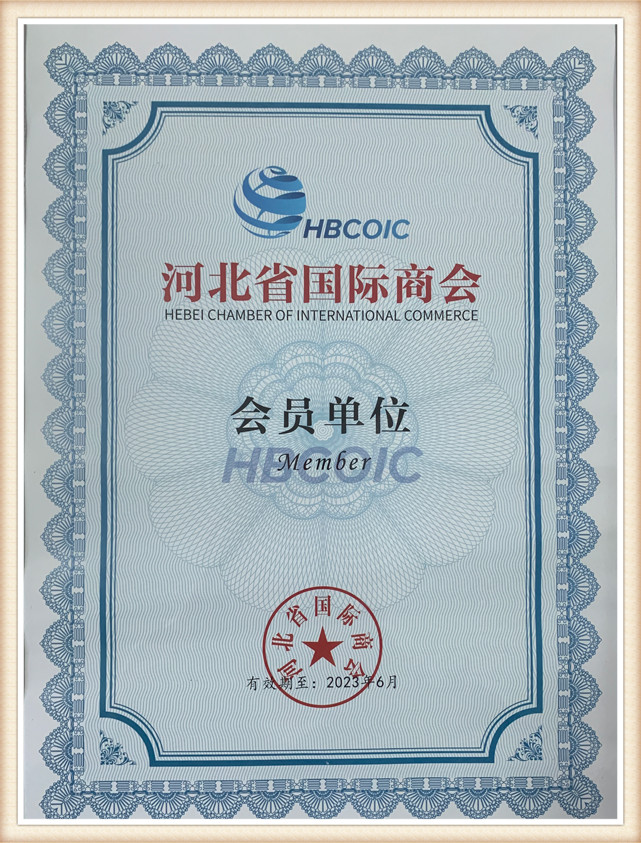 HBCOIC
河北省国际商会
HEBEI CHAMBER OF INTERNATIONAL COMMERCE
会员单位
Member
HBCOIC
河北省国际商会
有效期至：2023年6月